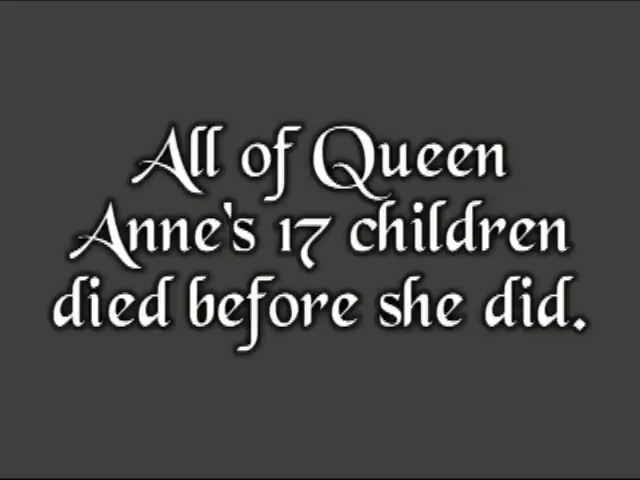 All of Queen
Anne's 17 children
died before she did.